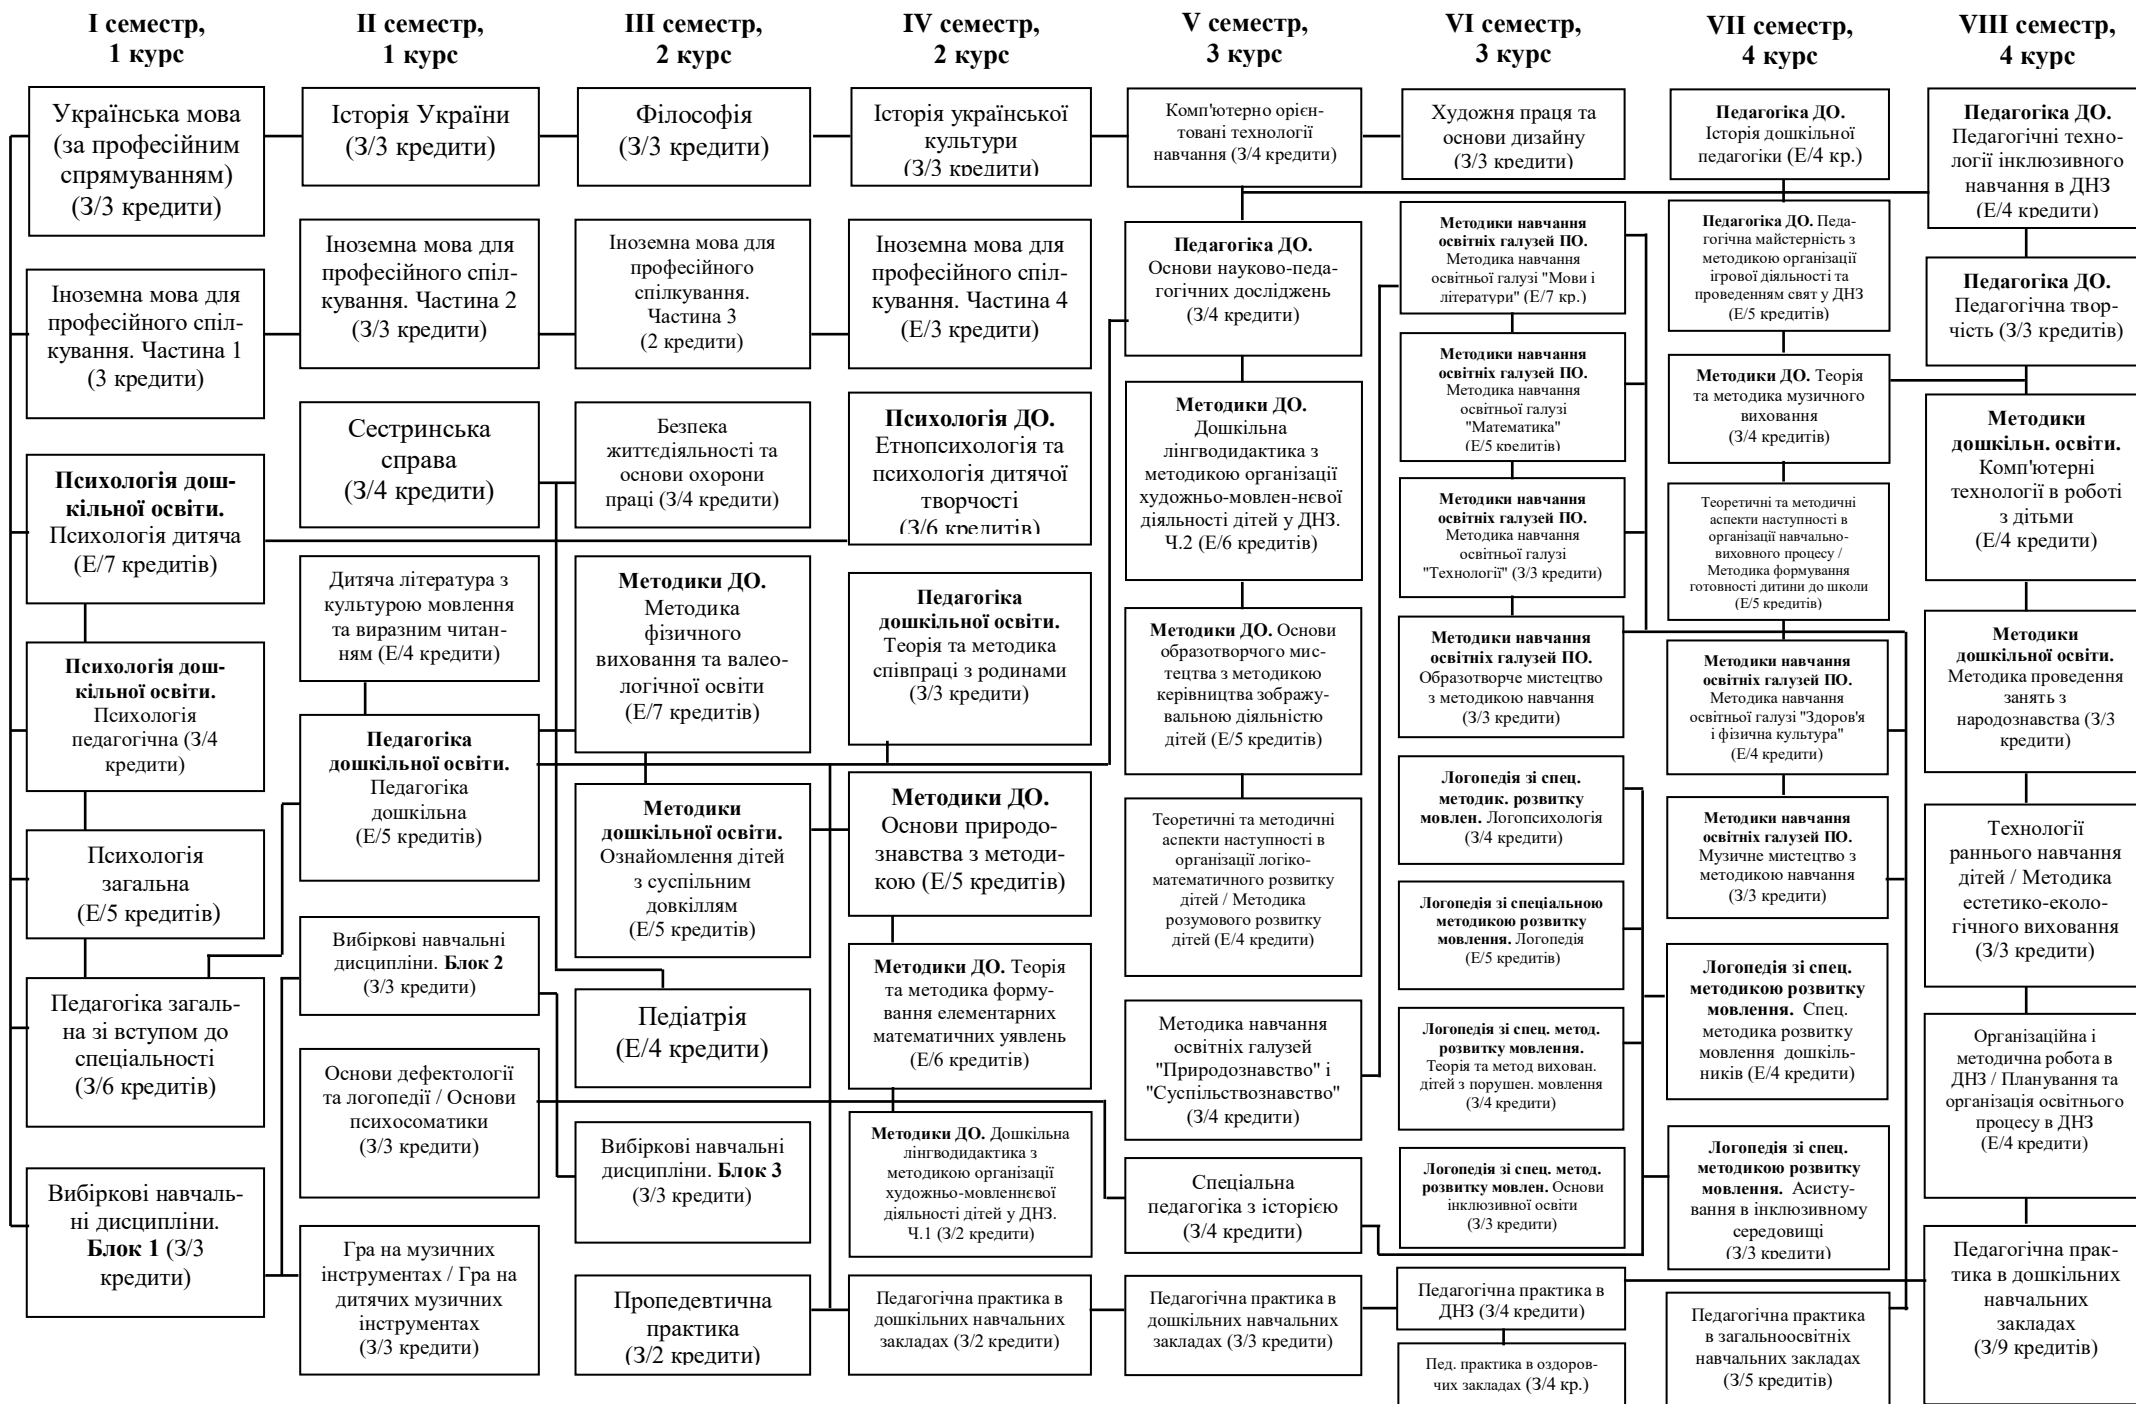 I семестр,
1 курс
Українська мова
(за професійним
спрямуванням)
(З/3 кредити)
Іноземна мова для
професійного спіл-
кування. Частина 1
(3 кредити)
Психологія дош-
кільної освіти.
Психологія дитяча
(Е/7 кредитів)
Психологія дош-
кільної освіти.
Психологія
педагогічна (З/4
кредити)
Психологія
загальна
(Е/5 кредитів)
Педагогіка загаль-
на зі вступом до
спеціальності
(З/6 кредитів)
Вибіркові навчаль-
ні дисципліни.
Блок 1 (З/3
кредити)
II семестр,
1 курс
Історія України
(З/3 кредити)
Іноземна мова для
професійного спіл-
кування. Частина 2
(З/3 кредити)
Сестринська
справа
(З/4 кредити)
Дитяча література з
культурою мовлення
та виразним читан-
ням (Е/4 кредити)
Педагогіка
дошкільної освіти.
Педагогіка
дошкільна
(Е/5 кредитів)
Вибіркові навчальні
дисципліни. Блок 2
(З/3 кредити)
Основи дефектології
та логопедії / Основи
психосоматики
(З/3 кредити)
Гра на музичних
інструментах / Гра на
дитячих музичних
інструментах
(З/3 кредити)
III семестр,
2 курс
Філософія
(З/3 кредити)
Іноземна мова для
професійного
спілкування.
Частина 3
(2 кредити)
Безпека
життєдіяльності та
основи охорони
праці (З/4 кредити)
Методики ДО.
Методика
фізичного
виховання та валео-
логічної освіти
(Е/7 кредитів)
Методики
дошкільної освіти.
Ознайомлення дітей
з суспільним
довкіллям
(Е/5 кредитів)
Педіатрія
(Е/4 кредити)
Вибіркові навчальні
дисципліни. Блок 3
(З/3 кредити)
Пропедевтична
практика
(З/2 кредити)
IV семестр,
2 курс
Історія української
культури
(З/3 кредити)
Іноземна мова для
професійного спіл-
кування. Частина 4
(Е/3 кредити)
Психологія ДО.
Етнопсихологія та
психологія дитячої
творчості
(З/6 кредитів)
Педагогіка
дошкільної освіти.
Теорія та методика
співпраці з родинами
(З/3 кредити)
Методики ДО.
Основи природо-
знавства з методи-
кою (Е/5 кредитів)
Методики ДО. Теорія
та методика форму-
вання елементарних
математичних уявлень
(Е/6 кредитів)
Методики ДО. Дошкільна
лінгводидактика з
методикою організації
художньо-мовленнєвої
діяльності дітей у ДНЗ.
Ч.1 (З/2 кредити)
Педагогічна практика в
дошкільних навчальних
закладах (З/2 кредити)
V семестр,
3 курс
Комп'ютерно орієн-
товані технології
навчання (З/4 кредити)
Педагогіка ДО.
Основи науково-педа-
гогічних досліджень
(З/4 кредити)
Методики ДО.
Дошкільна
лінгводидактика з
методикою організації
художньо-мовлен-нєвої
діяльності дітей у ДНЗ.
Ч.2 (Е/6 кредитів)
Методики ДО. Основи
образотворчого мис-
тецтва з методикою
керівництва зображу-
вальною діяльністю
дітей (Е/5 кредитів)
Теоретичні та методичні
аспекти наступності в
організації логіко-
математичного розвитку
дітей / Методика
розумового розвитку
дітей (Е/4 кредити)
Методика навчання
освітніх галузей
"Природознавство" і
"Суспільствознавство"
(З/4 кредити)
Спеціальна
педагогіка з історією
(З/4 кредити)
Педагогічна практика в
дошкільних навчальних
закладах (З/3 кредити)
VI семестр,
3 курс
Художня праця та
основи дизайну
(З/3 кредити)
Методики навчання
освітніх галузей ПО.
Методика навчання
освітньої галузі "Мови і
літератури" (Е/7 кр.)
Методики навчання
освітніх галузей ПО.
Методика навчання
освітньої галузі
"Математика"
(Е/5 кредитів)
Методики навчання
освітніх галузей ПО.
Методика навчання
освітньої галузі
"Технології" (З/3 кредити)
Методики навчання
освітніх галузей ПО.
Образотворче мистецтво
з методикою навчання
(З/3 кредити)
Логопедія зі спец.
методик. розвитку
мовлен. Логопсихологія
(З/4 кредити)
Логопедія зі спеціальною
методикою розвитку
мовлення. Логопедія
(Е/5 кредитів)
Логопедія зі спец. метод.
розвитку мовлення.
Теорія та метод вихован.
дітей з порушен. мовлення
(З/4 кредити)
Логопедія зі спец. метод.
розвитку мовлен. Основи
інклюзивної освіти
(З/3 кредити)
Педагогічна практика в
ДНЗ (З/4 кредити)
Пед. практика в оздоров-
чих закладах (З/4 кр.)
VII семестр,
4 курс
Педагогіка ДО.
Історія дошкільної
педагогіки (Е/4 кр.)
Педагогіка ДО. Педа-
гогічна майстерність з
методикою організації
ігрової діяльності та
проведенням свят у ДНЗ
(Е/5 кредитів)
Методики ДО. Теорія
та методика музичного
виховання
(З/4 кредити)
Теоретичні та методичні
аспекти наступності в
організації навчально-
виховного процесу /
Методика формування
готовності дитини до школи
(Е/5 кредитів)
Методики навчання
освітніх галузей ПО.
Методика навчання
освітньої галузі "Здоров'я
і фізична культура"
(Е/4 кредити)
Методики навчання
освітніх галузей ПО.
Музичне мистецтво з
методикою навчання
(З/3 кредити)
Логопедія зі спец.
методикою розвитку
мовлення. Спец.
методика розвитку
мовлення дошкіль-
ників (Е/4 кредити)
Логопедія зі спец.
методикою розвитку
мовлення. Асисту-
вання в інклюзивному
середовищі
(З/3 кредити)
Педагогічна практика
в загальноосвітніх
навчальних закладах
(З/5 кредитів)
VIII семестр,
4 курс
Педагогіка ДО.
Педагогічні техно-
логії інклюзивного
навчання в ДНЗ
(Е/4 кредити)
Педагогіка ДО.
Педагогічна твор-
чість (З/3 кредитів)
Методики
дошкільн. освіти.
Комп'ютерні
технології в роботі
з дітьми
(Е/4 кредити)
Методики
дошкільної освіти.
Методика проведення
занять з
народознавства (З/3
кредити)
Технології
раннього навчання
дітей / Методика
естетико-еколо-
гічного виховання
(З/3 кредити)
Організаційна і
методична робота в
ДНЗ / Планування та
організація освітнього
процесу в ДНЗ
(Е/4 кредити)
Педагогічна прак-
тика в дошкільних
навчальних
закладах
(З/9 кредитів)